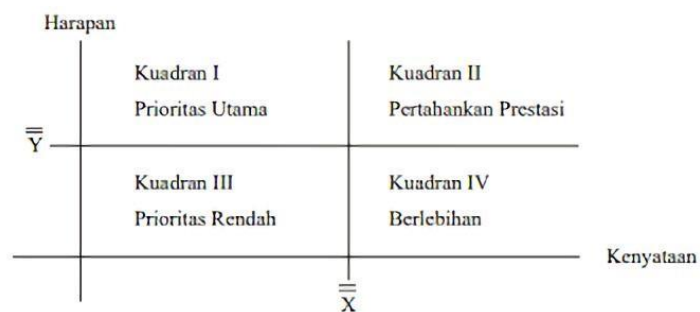 Harapan
Kuadran I
Prioritas Utama
Kuadran II
Pertahankan Prestasi
Y
Kuadran III
Prioritas Rendah
Kuadran IV
Berlebihan
Kenyataan
X